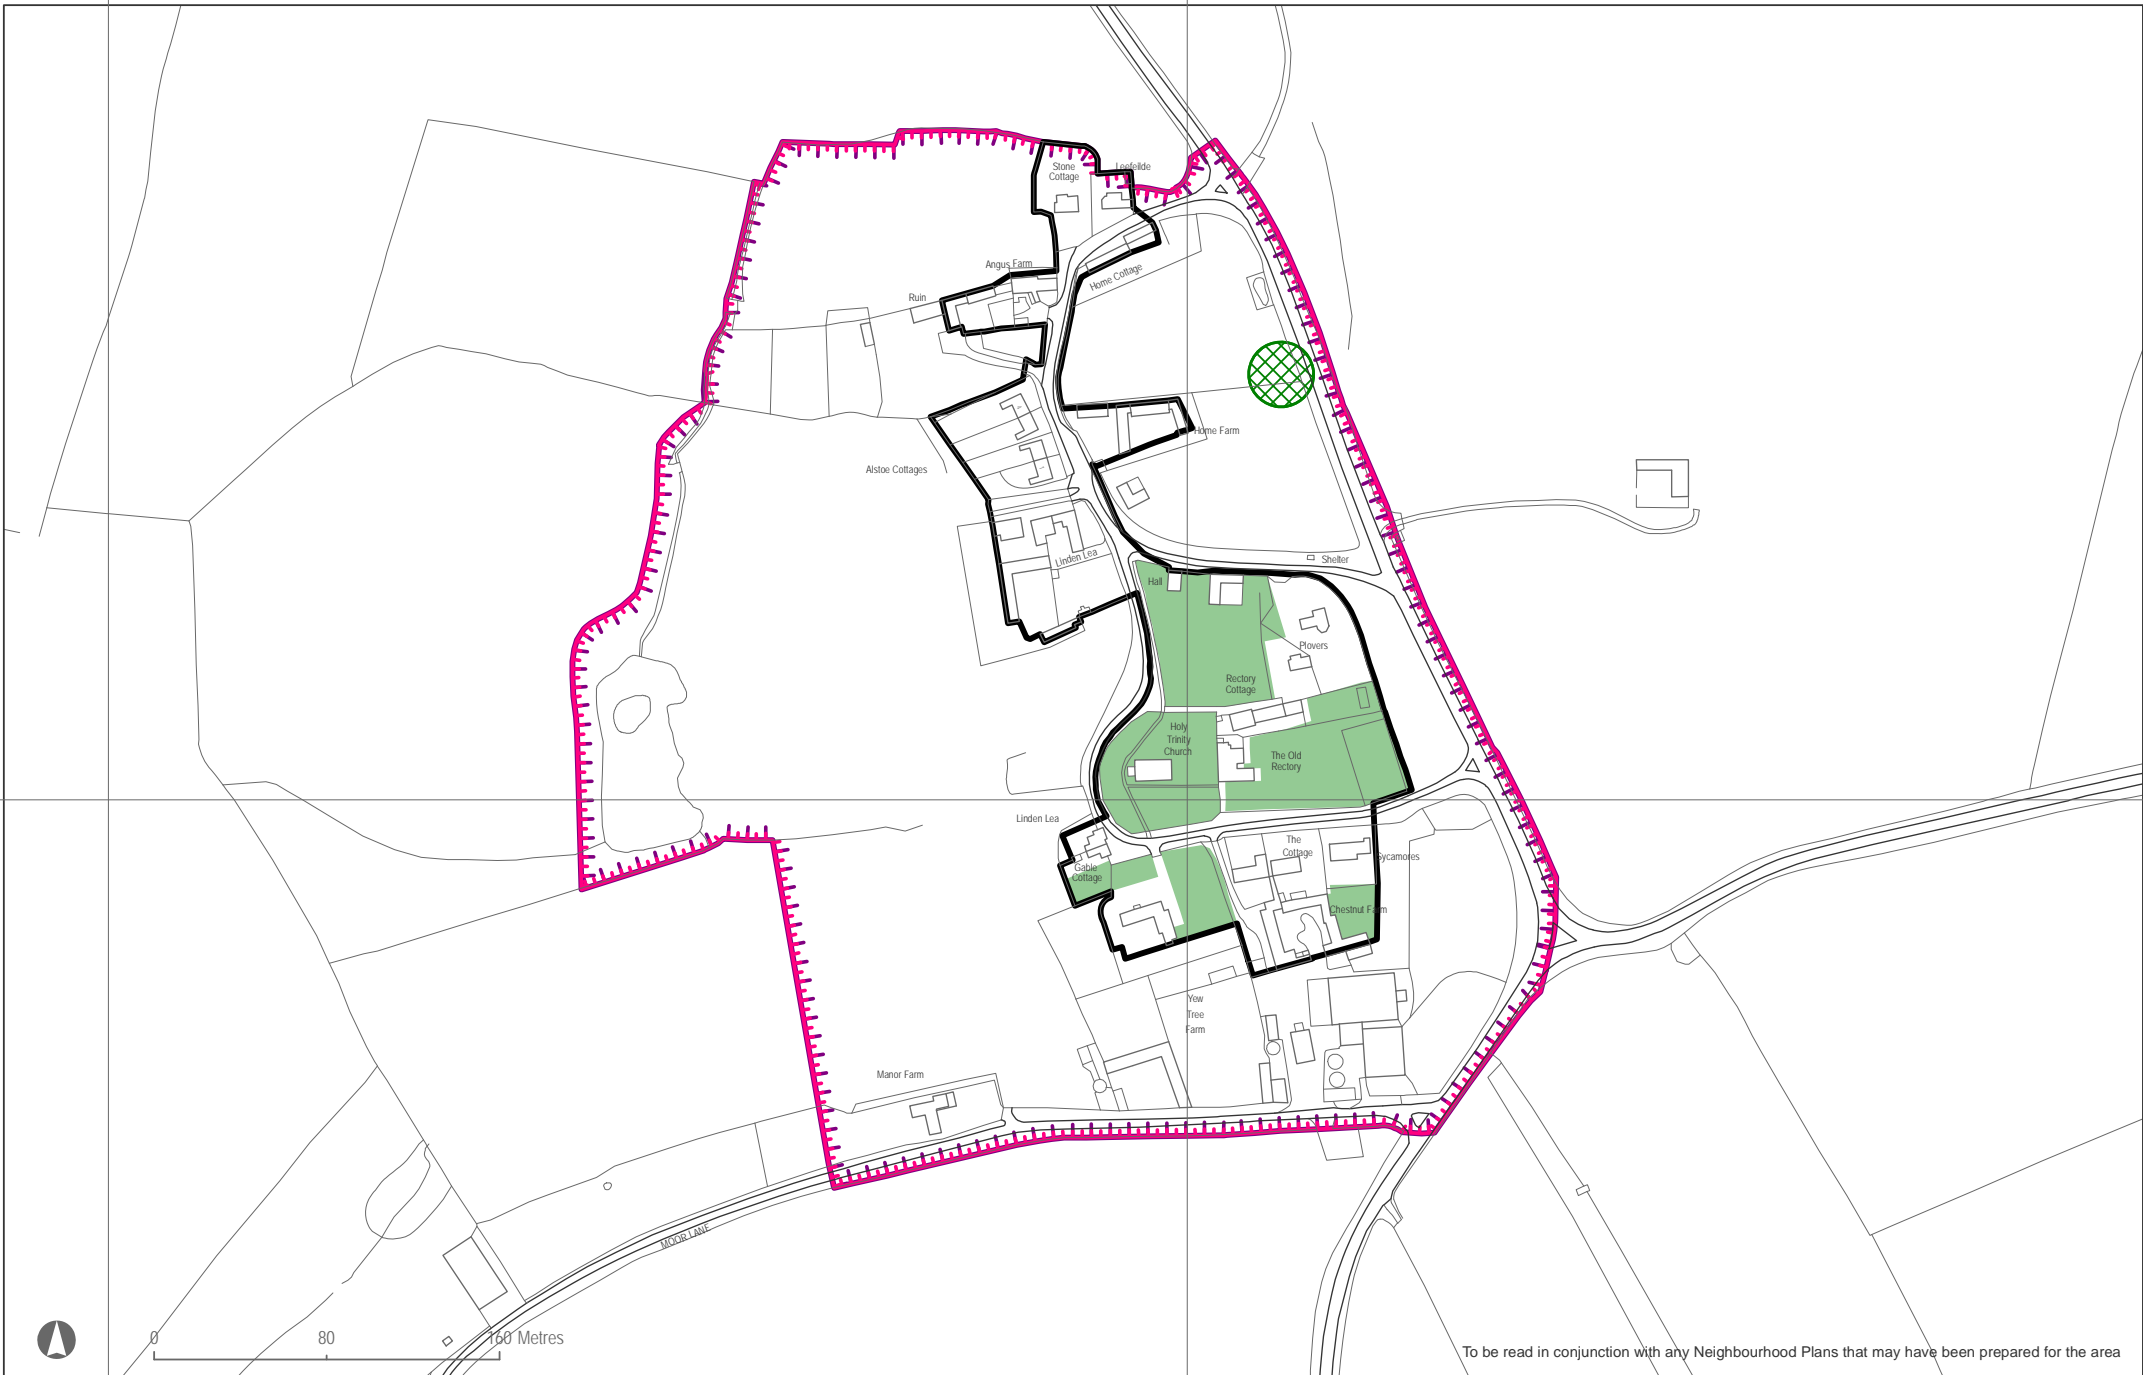 Stone
Cottage
Leefeilde
Angus Farm
Home Cottage
Ruin
Home Farm
Alstoe Cottages
Linden Lea
Shelter
Hall
Plovers
Rectory
Cottage
Holy
Trinity
Church
The Old
Rectory
Linden Lea
The
Cottage
Sycamores
Gable
Cottage
Chestnut Farm
Yew
Tree
Farm
Manor Farm
MOOR LANE
0 80 160 Metres
To be read in conjunction with any Neighbourhood Plans that may have been prepared for the area